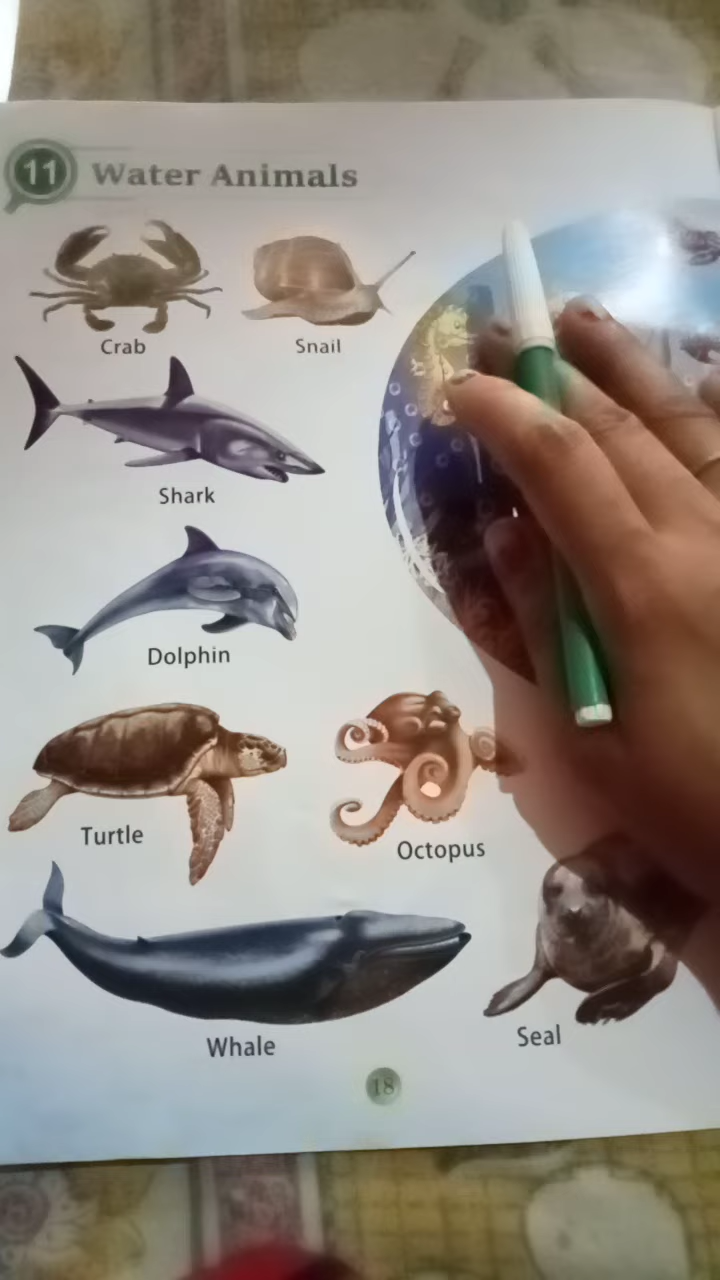 11 Water Animals
Crab
Snail
Shark
Dolphin
Turtle
Octopus
Whale
Seal
18